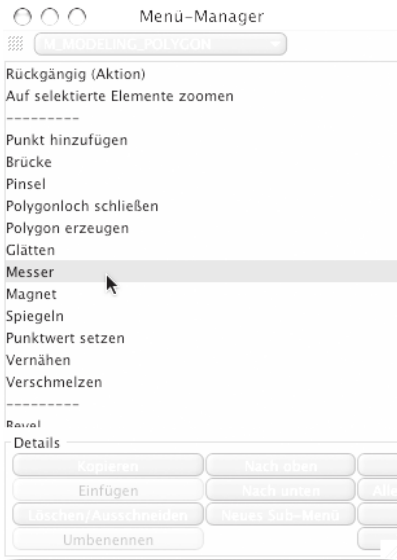 Menü-Manager
M_MODELING_POLYGON
Rückgängig (Aktion)
Auf selektierte Elemente zoomen
---------
Punkt hinzufügen
Brücke
Pinsel
Polygonloch schließen
Polygon erzeugen
Glätten
Messer
Magnet
Spiegeln
Punktwert setzen
Vernähen
Verschmelzen
---------
Bevel
Details
Kopieren Nach oben
Einfügen Nach unten
Löschen/Ausschneiden Neues Sub-Menü
Umbenennen